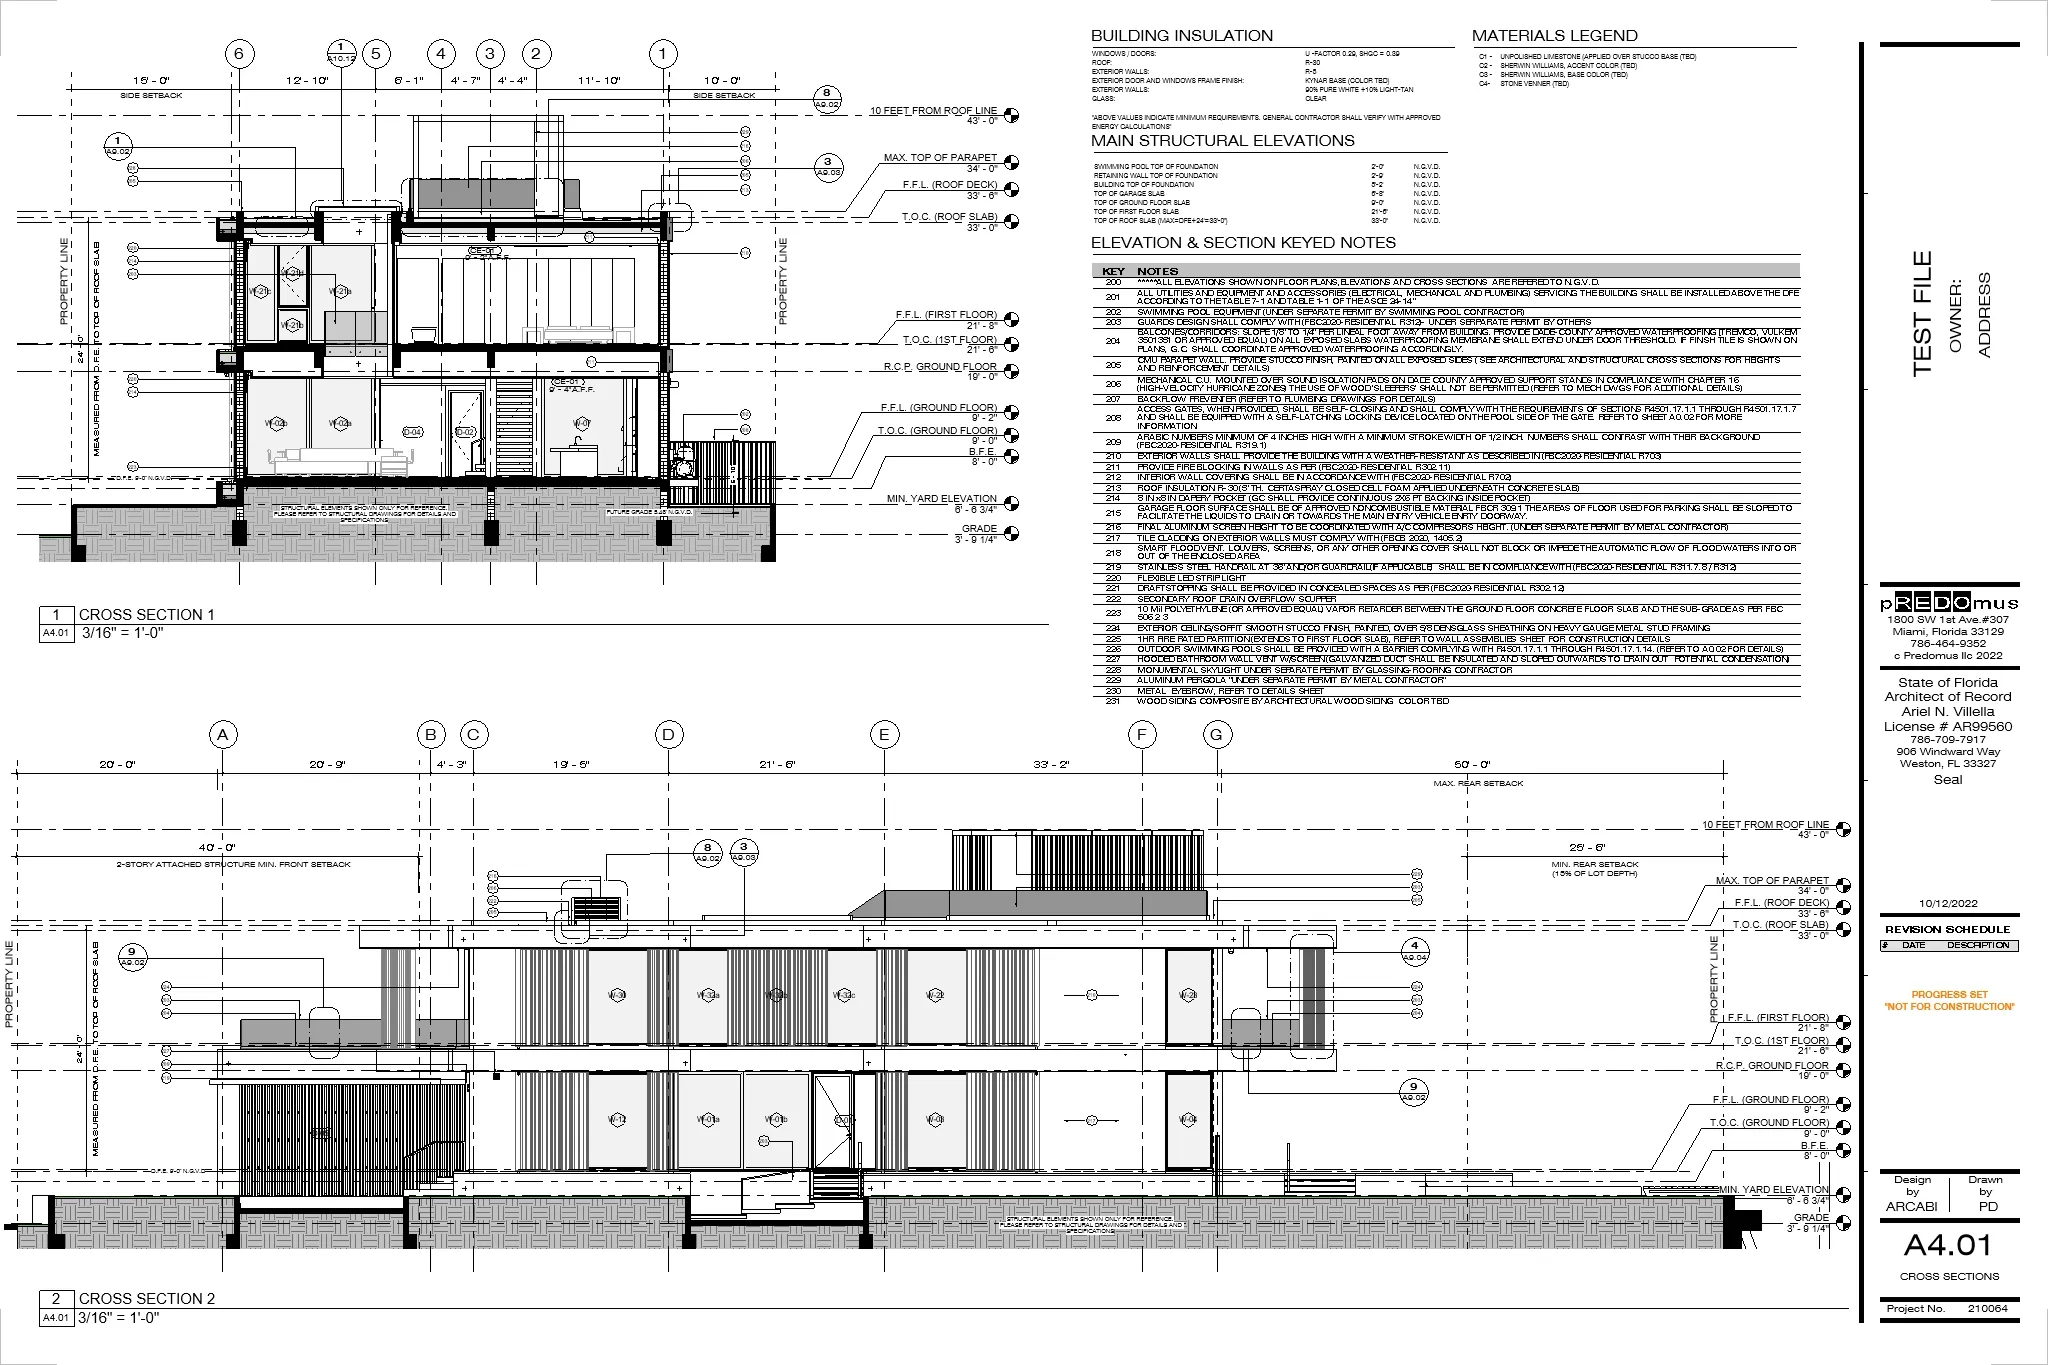 6
1
A10.12
5
4
3
2
1
15' - 0"
12' - 10"
6' - 1"
4' - 7"
4' - 4"
11' - 10"
10' - 0"
SIDE SETBACK
SIDE SETBACK
8
A9.02
1
A9.02
3
A9.03
10 FEET FROM ROOF LINE
43' - 0"
MAX. TOP OF PARAPET
34' - 0"
F.F.L. (ROOF DECK)
33' - 6"
T.O.C. (ROOF SLAB)
33' - 0"
F.F.L. (FIRST FLOOR)
21' - 8"
T.O.C. (1ST FLOOR)
21' - 6"
R.C.P. GROUND FLOOR
19' - 0"
F.F.L. (GROUND FLOOR)
9' - 2"
T.O.C. (GROUND FLOOR)
9' - 0"
B.F.E.
8' - 0"
MIN. YARD ELEVATION
6' - 6 3/4"
GRADE
3' - 9 1/4"
PROPERTY LINE
24' - 0"
MEASURED FROM D.F.E. TO TOP OF ROOF SLAB
PROPERTY LINE
CE-01
W-21d
W-21c
W-21a
W-21b
CE-01
9' - 4" A.F.F.
W-02b
W-02a
D-04
D-02
W-07
D.F.E. 9'-0" N.G.V.D.
STRUCTURAL ELEMENTS SHOWN ONLY FOR REFERENCE.
PLEASE REFER TO STRUCTURAL DRAWINGS FOR DETAILS AND
SPECIFICATIONS
FUTURE GRADE 5.45' N.G.V.D.
1
A4.01
CROSS SECTION 1
3/16" = 1'-0"
BUILDING INSULATION
WINDOWS / DOORS: U -FACTOR 0.29, SHGC = 0.39
ROOF: R-30
EXTERIOR WALLS: R-5
EXTERIOR DOOR AND WINDOWS FRAME FINISH: KYNAR BASE (COLOR TBD)
EXTERIOR WALLS: 90% PURE WHITE +10% LIGHT-TAN
GLASS: CLEAR
"ABOVE VALUES INDICATE MINIMUM REQUIREMENTS. GENERAL CONTRACTOR SHALL VERIFY WITH APPROVED
ENERGY CALCULATIONS"
MATERIALS LEGEND
C1 - UNPOLISHED LIMESTONE (APPLIED OVER STUCCO BASE (TBD)
C2 - SHERWIN WILLIAMS, ACCENT COLOR (TBD)
C3 - SHERWIN WILLIAMS, BASE COLOR (TBD)
C4- STONE VENNER (TBD)
MAIN STRUCTURAL ELEVATIONS
SWIMMING POOL TOP OF FOUNDATION 2'-0" N.G.V.D.
RETAINING WALL TOP OF FOUNDATION 2'-9" N.G.V.D.
BUILDING TOP OF FOUNDATION 5'-2" N.G.V.D.
TOP OF GARAGE SLAB 6'-8" N.G.V.D.
TOP OF GROUND FLOOR SLAB 9'-0" N.G.V.D.
TOP OF FIRST FLOOR SLAB 21'-6" N.G.V.D.
TOP OF ROOF SLAB (MAX=DFE+24'=33'-0") 33'-0" N.G.V.D.
ELEVATION & SECTION KEYED NOTES
KEY NOTES
200 *****ALL ELEVATIONS SHOWN ON FLOOR PLANS, ELEVATIONS AND CROSS SECTIONS ARE REFERED TO N.G.V.D.
201 ALL UTILITIES AND EQUIPMENT AND ACCESSORIES (ELECTRICAL, MECHANICAL AND PLUMBING) SERVICING THE BUILDING SHALL BE INSTALLED ABOVE THE DFE
ACCORDING TO THE TABLE 7-1 AND TABLE 1-1 OF THE ASCE 24-14"
202 SWIMMING POOL EQUIPMENT (UNDER SEPARATE PERMIT BY SWIMMING POOL CONTRACTOR)
203 GUARDS DESIGN SHALL COMPLY WITH (FBC2020-RESIDENTIAL R312)- UNDER SERPARATE PERMIT BY OTHERS
204 BALCONES/CORRIDORS: SLOPE 1/8" TO 1/4" PER LINEAL FOOT AWAY FROM BUILDING. PROVIDE DADE-COUNTY APPROVED WATERPROOFING (TREMCO, VULKEM
350/351 OR APPROVED EQUAL) ON ALL EXPOSED SLABS WATERPROOFING MEMBRANE SHALL EXTEND UNDER DOOR THRESHOLD. IF FINISH TILE IS SHOWN ON
PLANS, G.C. SHALL COORDINATE APPROVED WATERPROOFING ACCORDINGLY.
205 CMU PARAPET WALL. PROVIDE STUCCO FINISH, PAINTED ON ALL EXPOSED SIDES ( SEE ARCHITECTURAL AND STRUCTURAL CROSS SECTIONS FOR HEIGHTS
AND REINFORCEMENT DETAILS)
206 MECHANICAL C.U. MOUNTED OVER SOUND ISOLATION PADS ON DADE COUNTY APPROVED SUPPORT STANDS IN COMPLIANCE WITH CHAPTER 16
(HIGH-VELOCITY HURRICANE ZONES) THE USE OF WOOD 'SLEEPERS' SHALL NOT BE PERMITTED (REFER TO MECH DWGS FOR ADDITIONAL DETAILS)
207 BACKFLOW PREVENTER (REFER TO PLUMBING DRAWINGS FOR DETAILS)
208 ACCESS GATES, WHEN PROVIDED, SHALL BE SELF-CLOSING AND SHALL COMPLY WITH THE REQUIREMENTS OF SECTIONS R4501.17.1.1 THROUGH R4501.17.1.7
AND SHALL BE EQUIPPED WITH A SELF-LATCHING LOCKING DEVICE LOCATED ON THE POOL SIDE OF THE GATE. REFER TO SHEET A0.02 FOR MORE
INFORMATION
209 ARABIC NUMBERS MINIMUM OF 4 INCHES HIGH WITH A MINIMUM STROKE WIDTH OF 1/2 INCH. NUMBERS SHALL CONTRAST WITH THEIR BACKGROUND
(FBC2020-RESIDENTIAL R319.1)
210 EXTERIOR WALLS SHALL PROVIDE THE BUILDING WITH A WEATHER-RESISTANT AS DESCRIBED IN (FBC2020-RESIDENTIAL R703)
211 PROVIDE FIRE BLOCKING IN WALLS AS PER (FBC2020-RESIDENTIAL R302.11)
212 INTERIOR WALL COVERING SHALL BE IN ACCORDANCE WITH (FBC2020-RESIDENTIAL R702)
213 ROOF INSULATION R-30 (5" TH. CERTASPRAY CLOSED CELL FOAM APPLIED UNDERNEATH CONCRETE SLAB)
214 8 IN x8 IN DAPERY POCKET (GC SHALL PROVIDE CONTINUOUS 2X6 PT BACKING INSIDE POCKET)
215 GARAGE FLOOR SURFACE SHALL BE OF APPROVED NONCOMBUSTIBLE MATERIAL FBCR 309.1 THE AREAS OF FLOOR USED FOR PARKING SHALL BE SLOPED TO
FACILITATE THE LIQUIDS TO DRAIN OR TOWARDS THE MAIN ENTRY VEHICLE ENRTY DOORWAY.
216 FINAL ALUMINUM SCREEN HEIGHT TO BE COORDINATED WITH A/C COMPRESORS HEIGHT. (UNDER SEPARATE PERMIT BY METAL CONTRACTOR)
217 TILE CLADDING ON EXTERIOR WALLS MUST COMPLY WITH (FBCB 2020, 1405.2)
218 SMART FLOOD VENT. LOUVERS, SCREENS, OR ANY OTHER OPENING COVER SHALL NOT BLOCK OR IMPEDE THE AUTOMATIC FLOW OF FLOODWATERS INTO OR
OUT OF THE ENCLOSED AREA
219 STAINLESS STEEL HANDRAIL AT 38" AND/OR GUARDRAIL (IF APPLICABLE) SHALL BE IN COMPLIANCE WITH (FBC2020-RESIDENTIAL R311.7.8 / R312)
220 FLEXIBLE LED STRIP LIGHT
221 DRAFTSTOPPING SHALL BE PROVIDED IN CONCEALED SPACES AS PER (FBC2020-RESIDENTIAL R302.12)
222 SECONDARY ROOF DRAIN OVERFLOW SCUPPER
223 10 Mil POLYETHYLENE (OR APPROVED EQUAL) VAPOR RETARDER BETWEEN THE GROUND FLOOR CONCRETE FLOOR SLAB AND THE SUB-GRADE AS PER FBC
506.2.3
224 EXTERIOR CEILING/SOFFIT SMOOTH STUCCO FINISH, PAINTED, OVER 5/8 DENSGLASS SHEATHING ON HEAVY GAUGE METAL STUD FRAMING
225 1HR FIRE RATED PARTITION (EXTENDS TO FIRST FLOOR SLAB), REFER TO WALL ASSEMBLIES SHEET FOR CONSTRUCTION DETAILS
226 OUTDOOR SWIMMING POOLS SHALL BE PROVIDED WITH A BARRIER COMPLYING WITH R4501.17.1.1 THROUGH R4501.17.1.14. (REFER TO A0.02 FOR DETAILS)
227 HOODED BATHROOM WALL VENT W/SCREEN (GALVANIZED DUCT SHALL BE INSULATED AND SLOPED OUTWARDS TO DRAIN OUT POTENTIAL CONDENSATION)
228 MONUMENTAL SKYLIGHT UNDER SEPARATE PERMIT BY GLASSING-ROOFING CONTRACTOR
229 ALUMINUM PERGOLA "UNDER SEPARATE PERMIT BY METAL CONTRACTOR"
230 METAL EYEBROW, REFER TO DETAILS SHEET
231 WOOD SIDING COMPOSITE BY ARCHITECTURAL WOOD SIDING COLOR TBD
A
B
C
D
E
F
G
20' - 0"
20' - 9"
4' - 3"
19' - 5"
21' - 6"
33' - 2"
50' - 0"
MAX. REAR SETBACK
40' - 0"
2-STORY ATTACHED STRUCTURE MIN. FRONT SETBACK
25' - 6"
MIN. REAR SETBACK
(15% OF LOT DEPTH)
8
A9.02
3
A9.03
9
A9.02
4
A9.04
9
A9.02
10 FEET FROM ROOF LINE
43' - 0"
MAX. TOP OF PARAPET
34' - 0"
F.F.L. (ROOF DECK)
33' - 6"
T.O.C. (ROOF SLAB)
33' - 0"
F.F.L. (FIRST FLOOR)
21' - 8"
T.O.C. (1ST FLOOR)
21' - 6"
R.C.P. GROUND FLOOR
19' - 0"
F.F.L. (GROUND FLOOR)
9' - 2"
T.O.C. (GROUND FLOOR)
9' - 0"
B.F.E.
8' - 0"
MIN. YARD ELEVATION
6' - 6 3/4"
GRADE
3' - 9 1/4"
PROPERTY LINE
24' - 0"
MEASURED FROM D.F.E. TO TOP OF ROOF SLAB
PROPERTY LINE
W-30
W-32a
W-32b
W-32c
W-22
W-23
W-12
W-01a
W-01b
D-01
W-03
W-04
D.F.E. 9'-0" N.G.V.D.
STRUCTURAL ELEMENTS SHOWN ONLY FOR REFERENCE.
PLEASE REFER TO STRUCTURAL DRAWINGS FOR DETAILS AND
SPECIFICATIONS
2
A4.01
CROSS SECTION 2
3/16" = 1'-0"
TEST FILE
OWNER:
ADDRESS
pREDOmus
1800 SW 1st Ave.#307
Miami, Florida 33129
786-464-9352
c Predomus llc 2022
State of Florida
Architect of Record
Ariel N. Villella
License # AR99560
786-709-7917
906 Windward Way
Weston, FL 33327
Seal
10/12/2022
REVISION SCHEDULE
# DATE DESCRIPTION
PROGRESS SET
"NOT FOR CONSTRUCTION"
Design
by
ARCABI
Drawn
by
PD
A4.01
CROSS SECTIONS
Project No. 210064